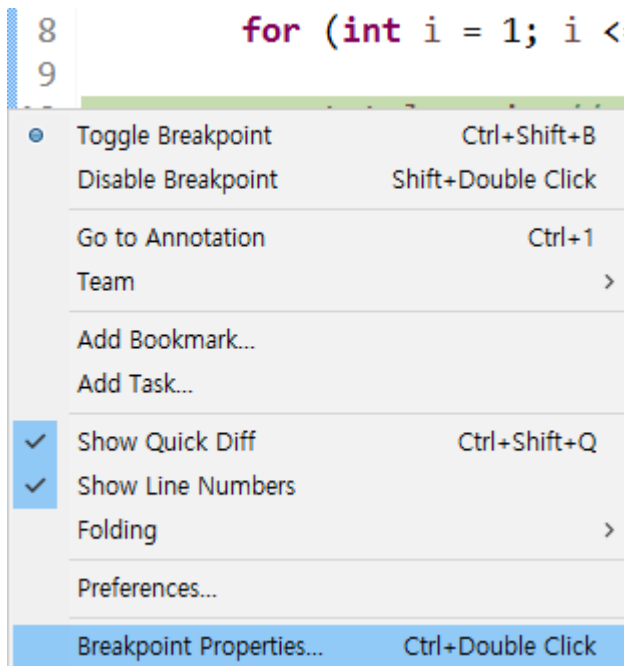 8 for (int i = 1; i <
9
Toggle Breakpoint Ctrl+Shift+B
Disable Breakpoint Shift+Double Click
Go to Annotation Ctrl+1
Team
Add Bookmark...
Add Task...
Show Quick Diff Ctrl+Shift+Q
Show Line Numbers
Folding
Preferences...
Breakpoint Properties... Ctrl+Double Click